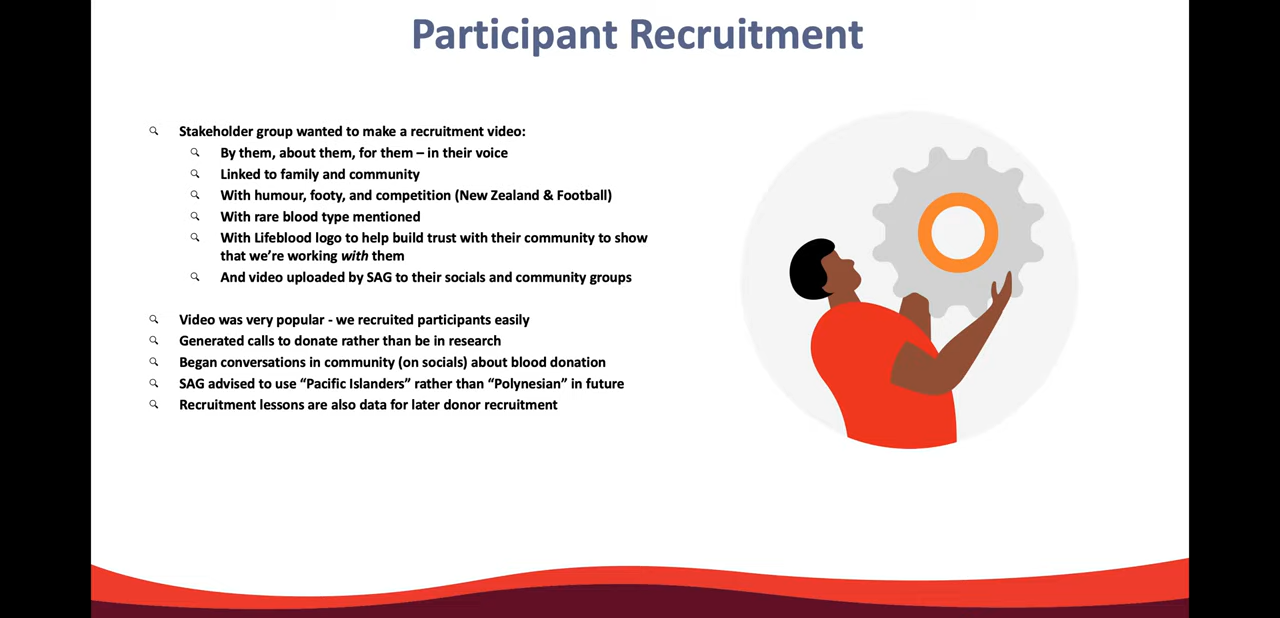 Participant Recruitment
Stakeholder group wanted to make a recruitment video:
By them, about them, for them – in their voice
Linked to family and community
With humour, footy, and competition (New Zealand & Football)
With rare blood type mentioned
With Lifeblood logo to help build trust with their community to show
that we're working with them
And video uploaded by SAG to their socials and community groups
Video was very popular - we recruited participants easily
Generated calls to donate rather than be in research
Began conversations in community (on socials) about blood donation
SAG advised to use “Pacific Islanders” rather than “Polynesian” in future
Recruitment lessons are also data for later donor recruitment